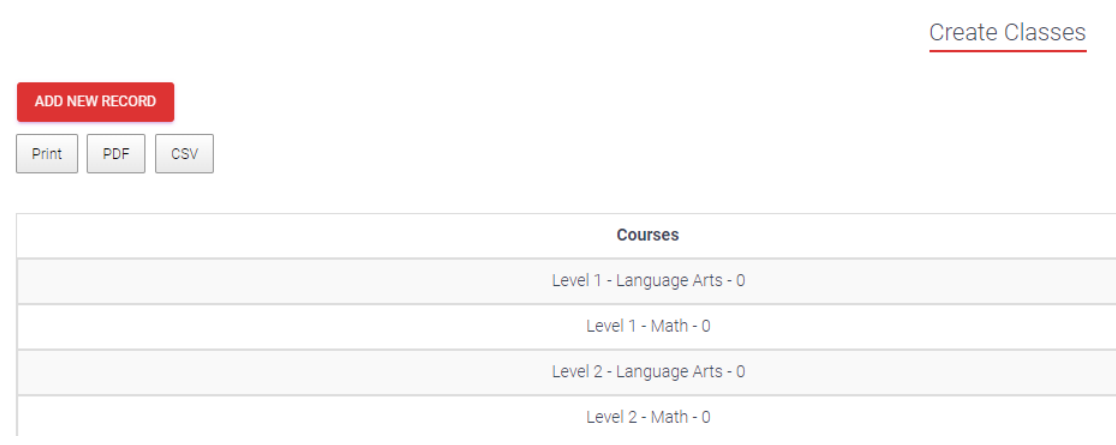 Create Classes
ADD NEW RECORD
Print PDF CSV
Courses
Level 1 - Language Arts - 0
Level 1 - Math - 0
Level 2 - Language Arts - 0
Level 2 - Math - 0